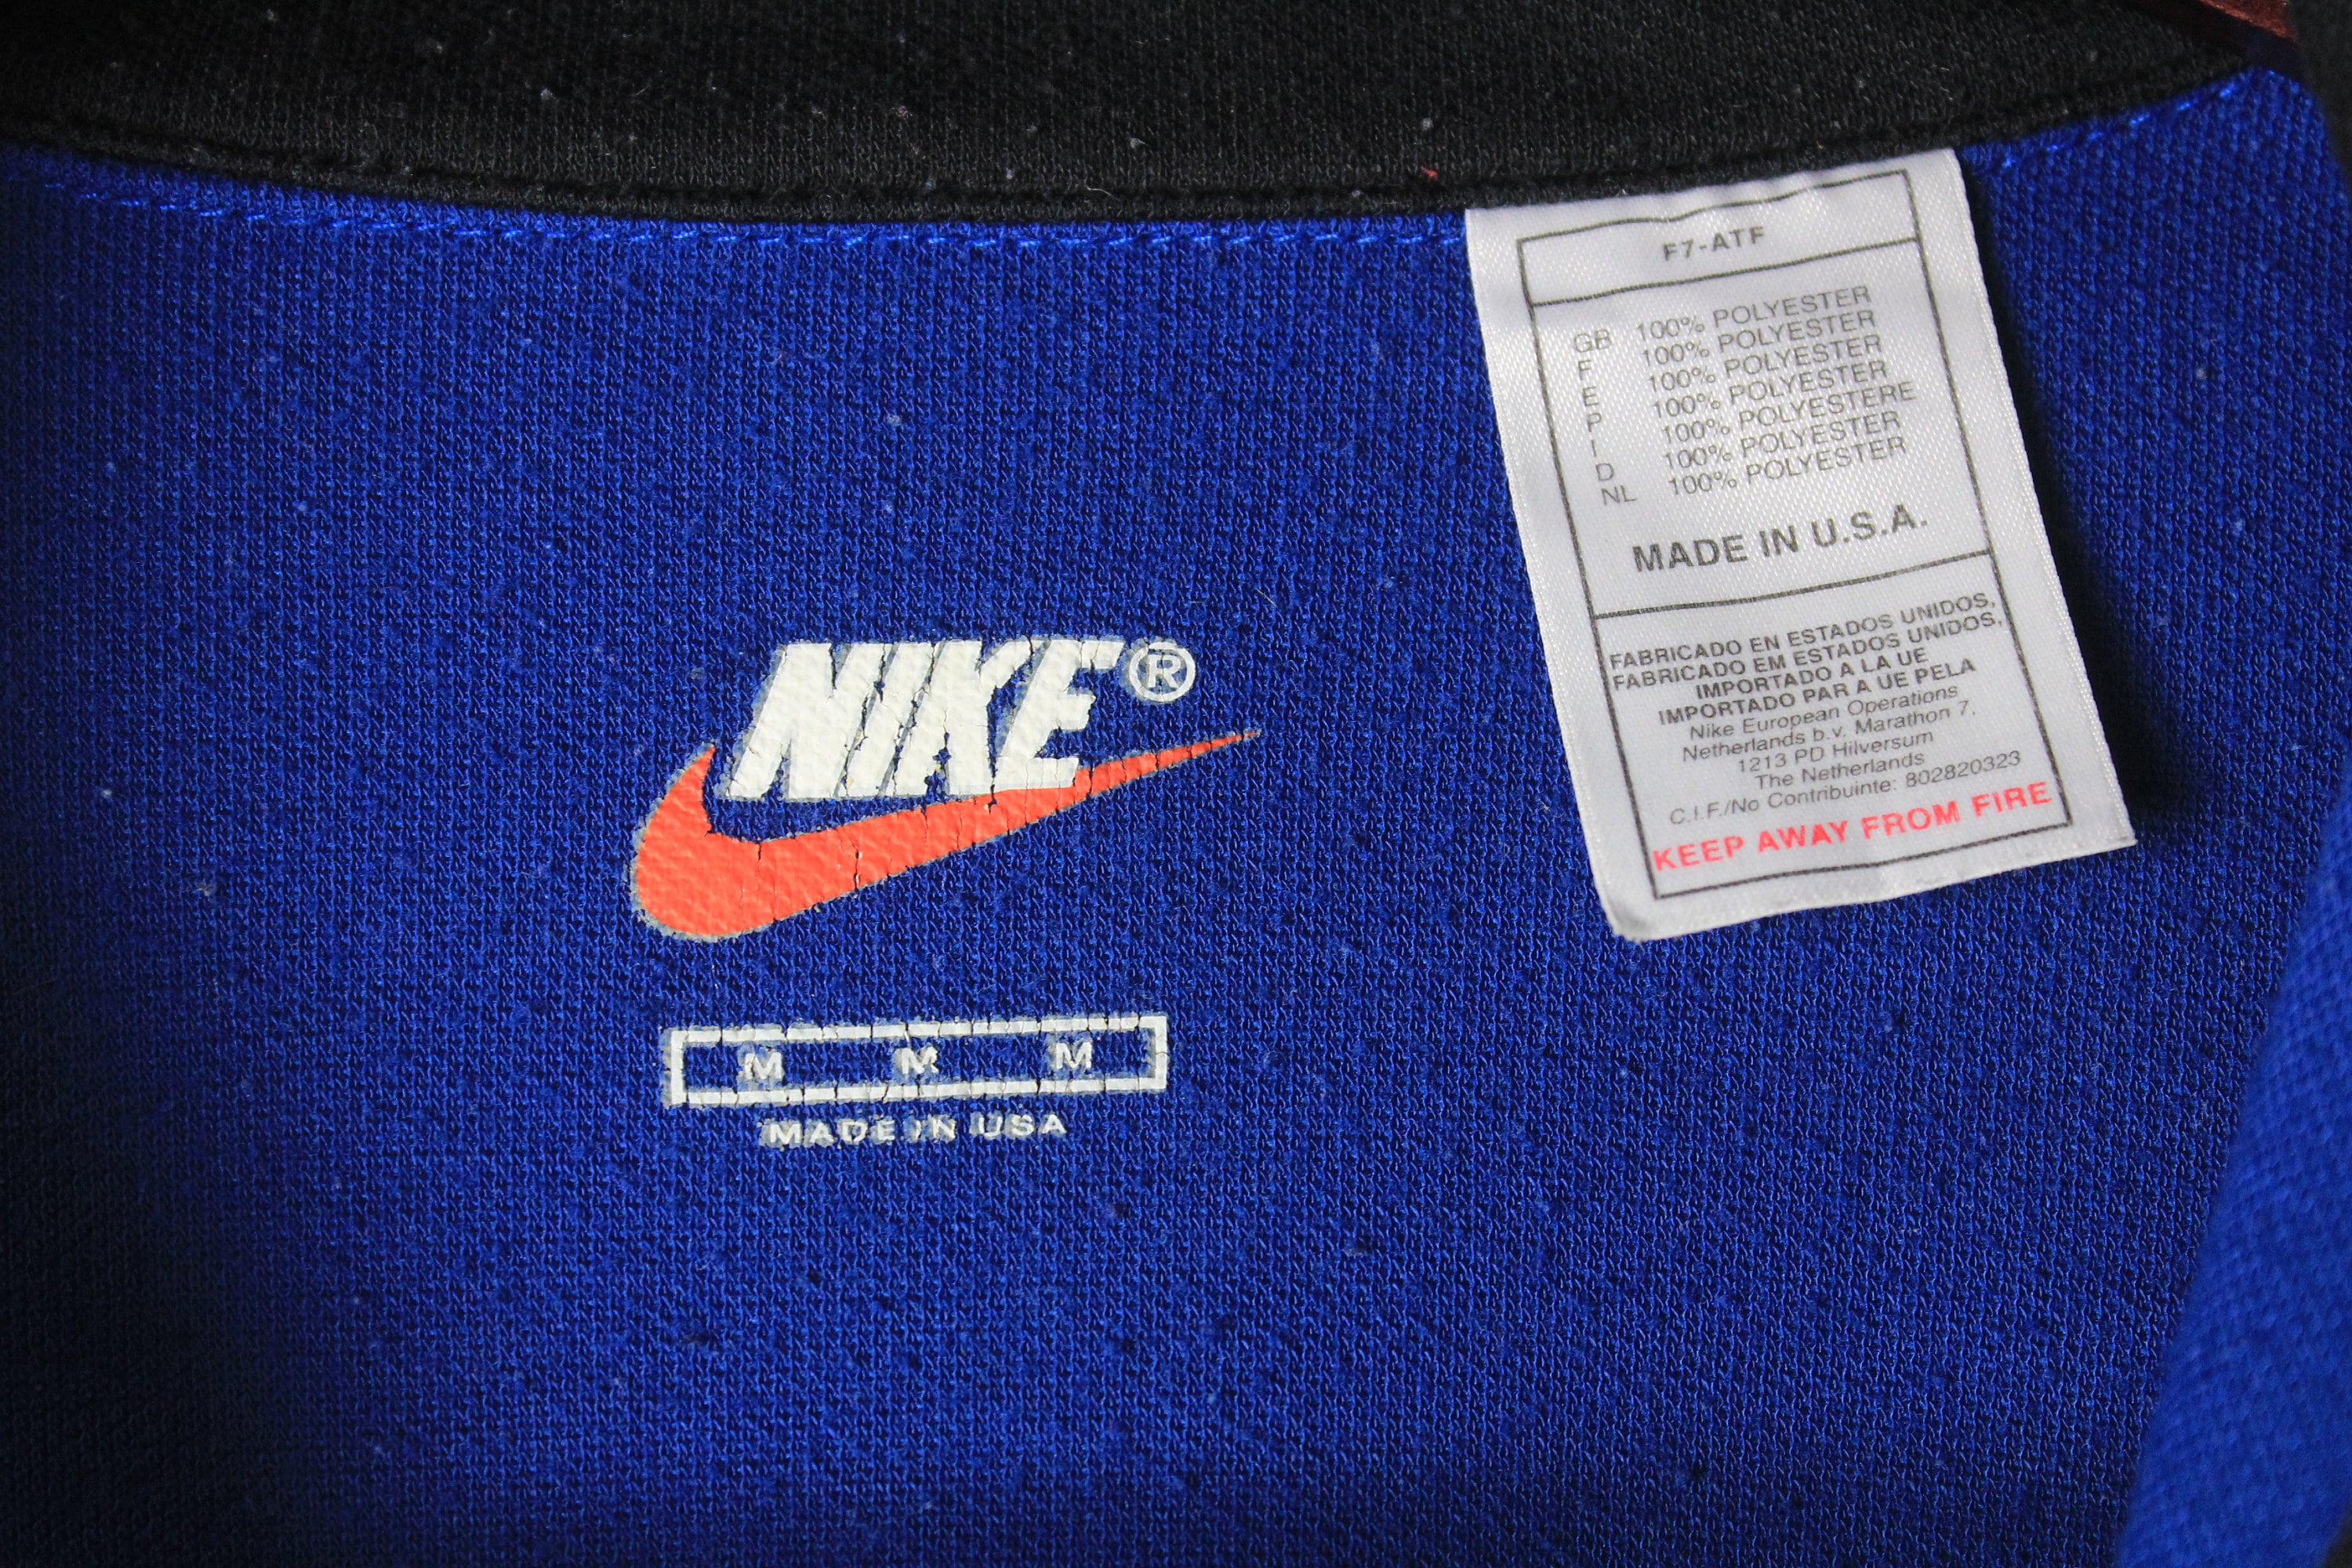 NIKE®
M M M
MADE IN USA
F7-ATF
GB 100% POLYESTER
F 100% POLYESTER
E 100% POLYESTER
P 100% POLYESTER
I 100% POLYESTERE
D 100% POLYESTER
NL 100% POLYESTER
MADE IN U.S.A.
FABRICADO EN ESTADOS UNIDOS,
FABRICADO EM ESTADOS UNIDOS,
IMPORTADO A LA UE
IMPORTADO PAR A UE PELA
Nike European Operations
Netherlands b.v. Marathon 7,
1213 PD Hilversum
The Netherlands
C.I.F./No Contribuinte: 802820323
KEEP AWAY FROM FIRE